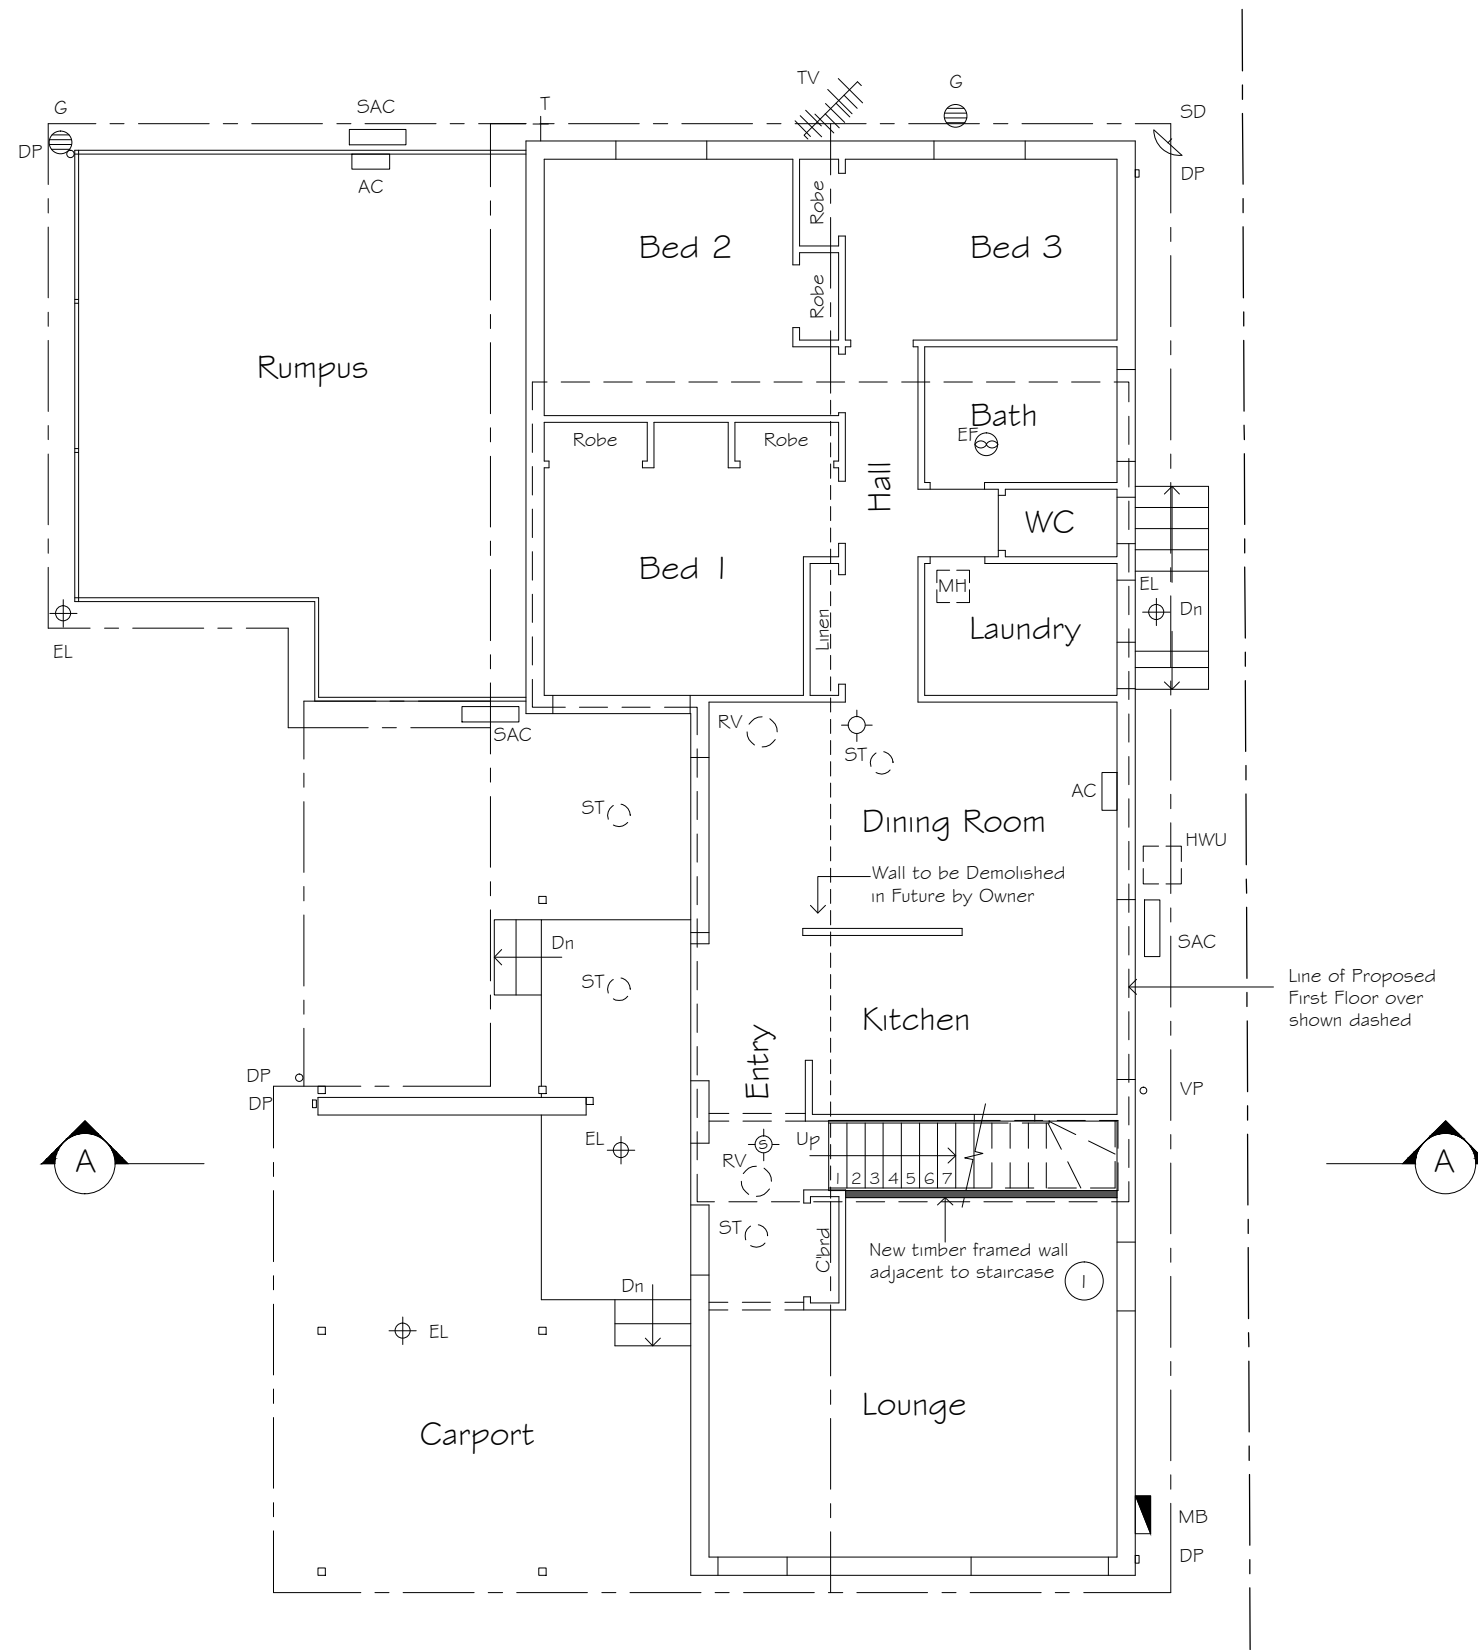 TV
G
G
SAC
T
SD
DP
AC
DP
Robe
Bed 2
Bed 3
Robe
Rumpus
Bath
EF
Robe
Robe
Hall
WC
Bed 1
MH
EL
Dn
Linen
Laundry
EL
RV
SAC
ST
AC
ST
Dining Room
HWU
Wall to be Demolished
in Future by Owner
Dn
SAC
ST
Line of Proposed
First Floor over
shown dashed
Kitchen
Entry
DP
DP
VP
EL
S
Up
A
RV
A
1 2 3 4 5 6 7
ST
C'brd
New timber framed wall
adjacent to staircase
1
Dn
EL
Lounge
Carport
MB
DP